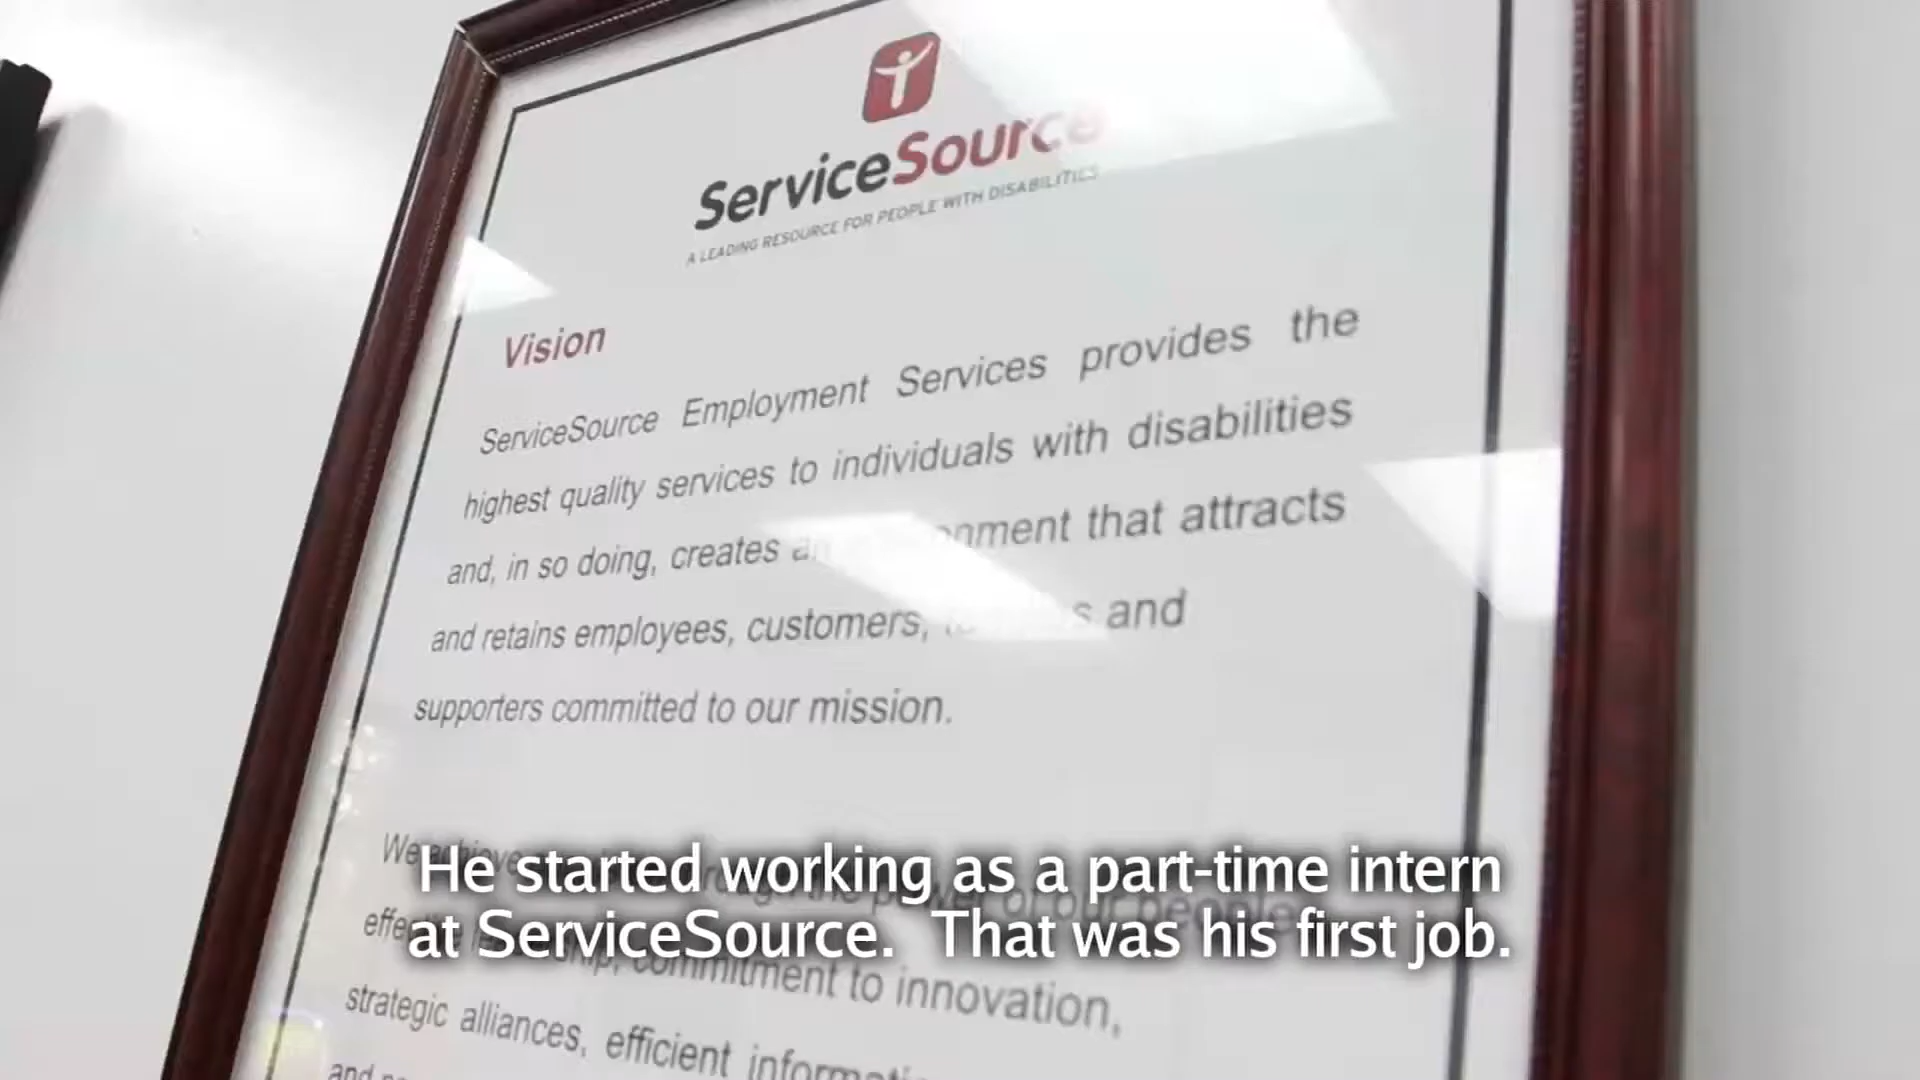 ServiceSource
A LEADING RESOURCE FOR PEOPLE WITH DISABILITIES
Vision
ServiceSource Employment Services provides the
highest quality services to individuals with disabilities
and, in so doing, creates that attracts
and retains employees, customers, and
supporters committed to our mission.
We
He started working as a part-time intern
at ServiceSource. That was his first job.
commitment to innovation,
strategic alliances, efficient
and